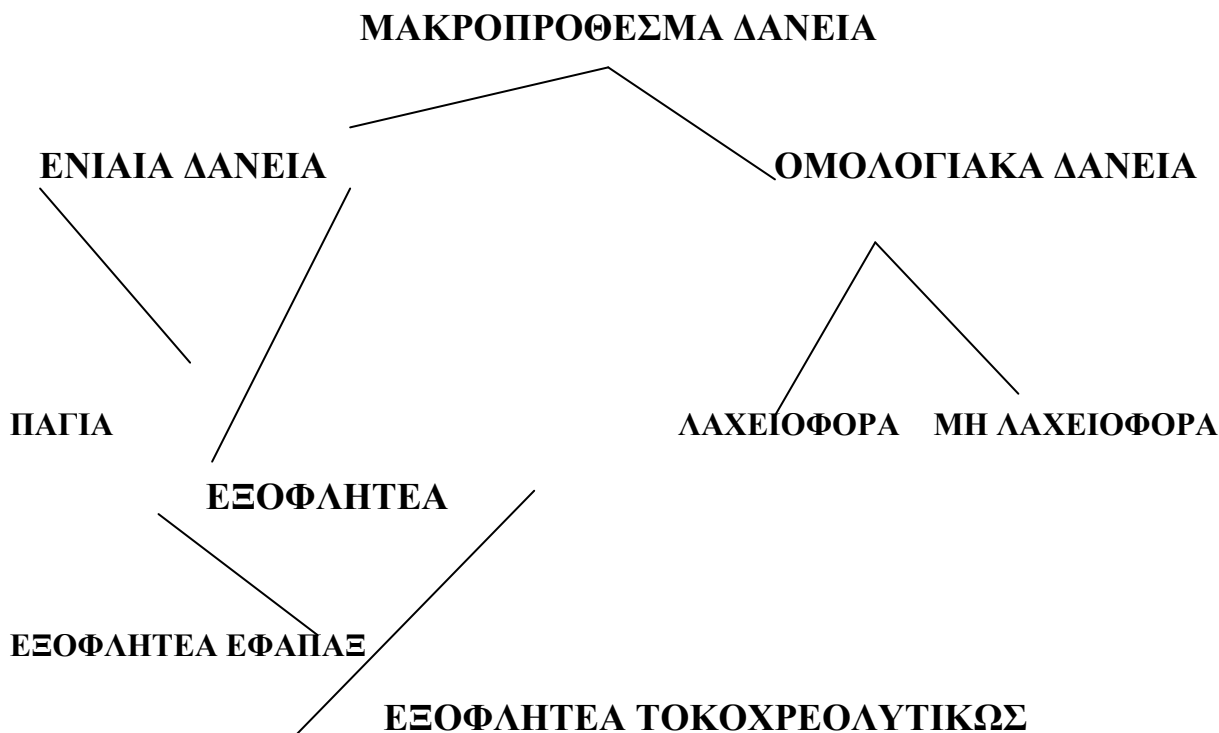 ΜΑΚΡΟΠΡΟΘΕΣΜΑ ΔΑΝΕΙΑ
ΕΝΙΑΙΑ ΔΑΝΕΙΑ
ΟΜΟΛΟΓΙΑΚΑ ΔΑΝΕΙΑ
ΠΑΓΙΑ
ΛΑΧΕΙΟΦΟΡΑ
ΜΗ ΛΑΧΕΙΟΦΟΡΑ
ΕΞΟΦΛΗΤΕΑ
ΕΞΟΦΛΗΤΕΑ ΕΦΑΠΑΞ
ΕΞΟΦΛΗΤΕΑ ΤΟΚΟΧΡΕΟΛΥΤΙΚΩΣ